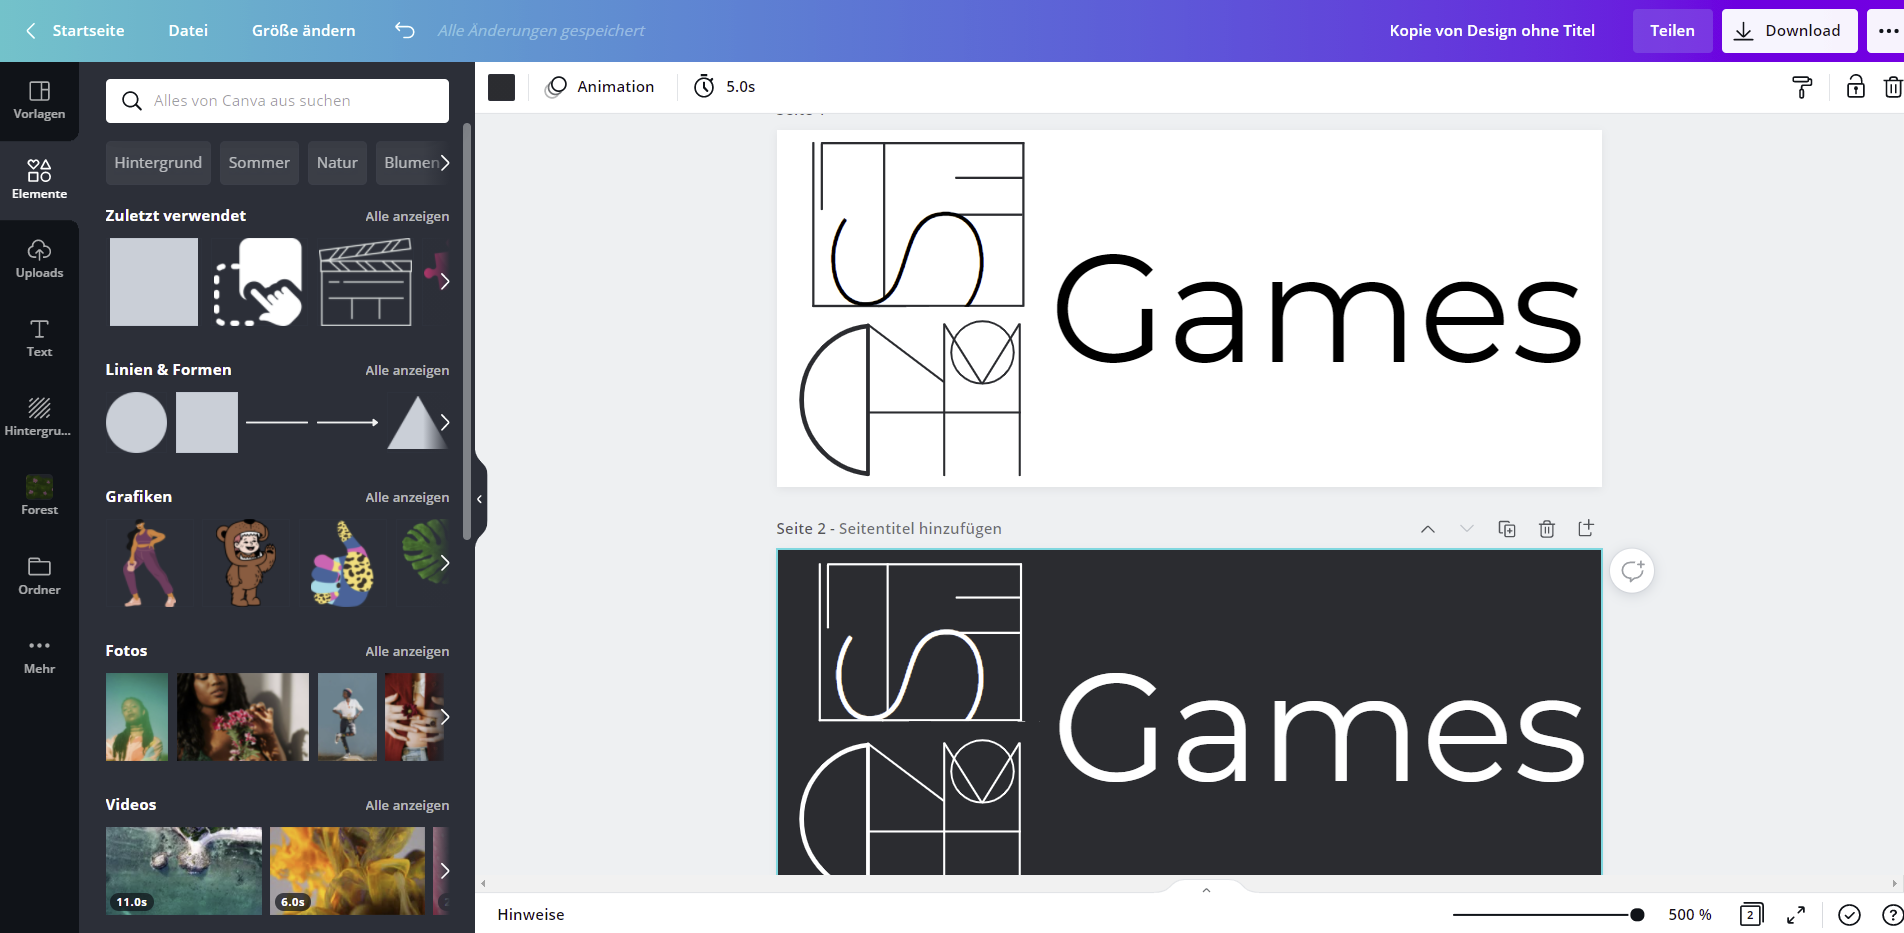 Startseite
Datei
Größe ändern
Alle Änderungen gespeichert
Kopie von Design ohne Titel
Teilen
Download
Vorlagen
Elemente
Uploads
Text
Hintergru...
Forest
Ordner
Mehr
Alles von Canva aus suchen
Hintergrund
Sommer
Natur
Blumen
Zuletzt verwendet
Alle anzeigen
Linien & Formen
Alle anzeigen
Grafiken
Alle anzeigen
Fotos
Alle anzeigen
Videos
Alle anzeigen
11.0s
6.0s
Animation
5.0s
Games
Seite 2 - Seitentitel hinzufügen
Games
Hinweise
500 %
2